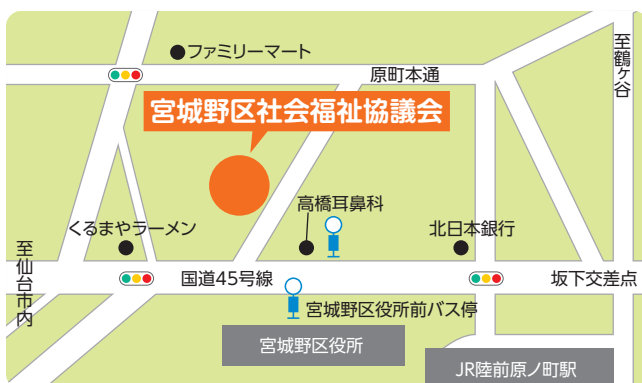 ファミリーマート
至鶴ヶ谷
原町本通
宮城野区社会福祉協議会
高橋耳鼻科
くるまやラーメン
北日本銀行
至仙台市内
国道45号線
坂下交差点
宮城野区役所前バス停
宮城野区役所
JR陸前原ノ町駅